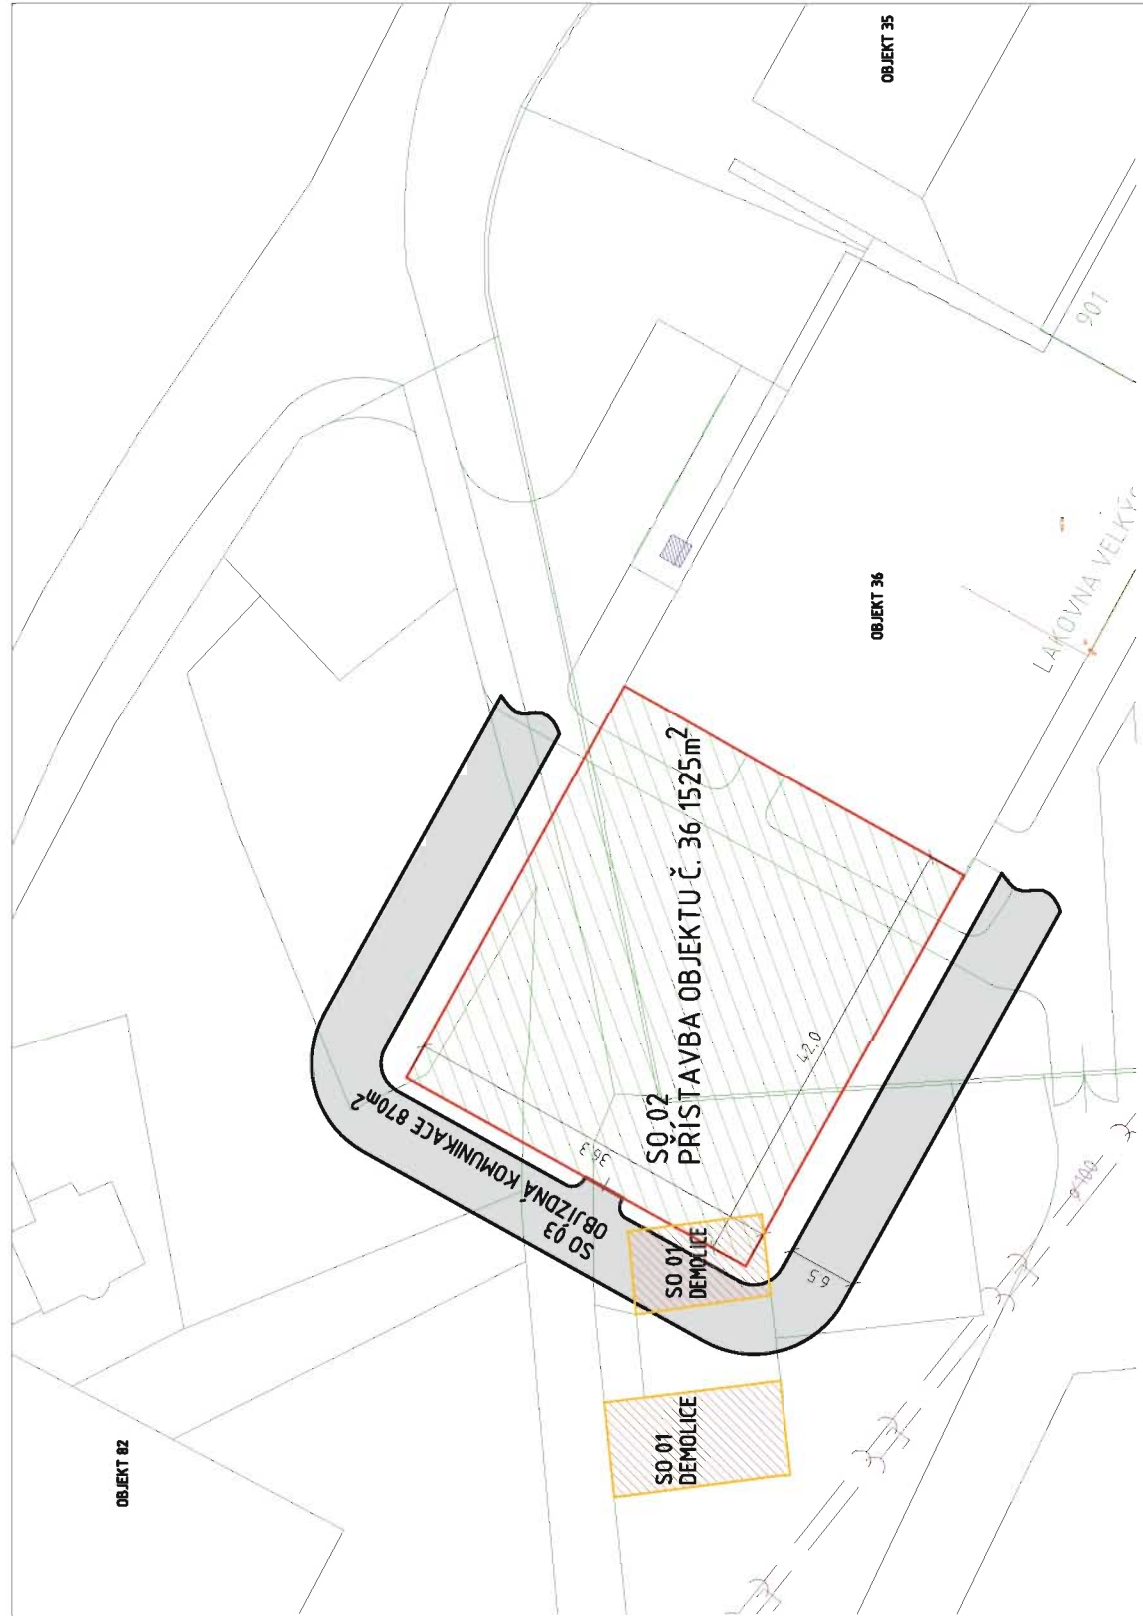 OBJEKT 35
901
LAKOVNA
OBJEKT 36
SO 02
PŘÍSTAVBA OBJEKTU Č. 36 1525m²
42.0
36.3
SO 03
OBJÍZDNÁ KOMUNIKACE 870m²
SO 01
DEMOLICE
6.5
SO 01
DEMOLICE
OBJEKT 82